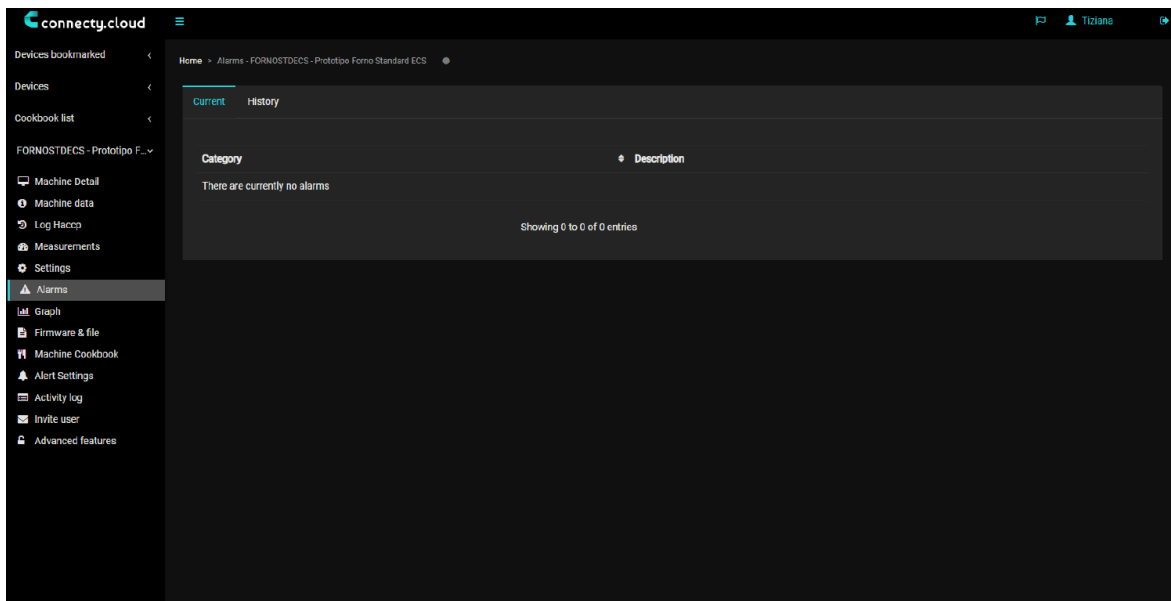 connecty.cloud
Tiziana
Devices bookmarked
Devices
Cookbook list
FORNOSTDECS - Prototipo F...
Machine Detail
Machine data
Log Haccp
Measurements
Settings
Alarms
Graph
Firmware & file
Machine Cookbook
Alert Settings
Activity log
Invite user
Advanced features
Home > Alarms - FORNOSTDECS - Prototipo Forno Standard ECS
Current History
Category Description
There are currently no alarms
Showing 0 to 0 of 0 entries